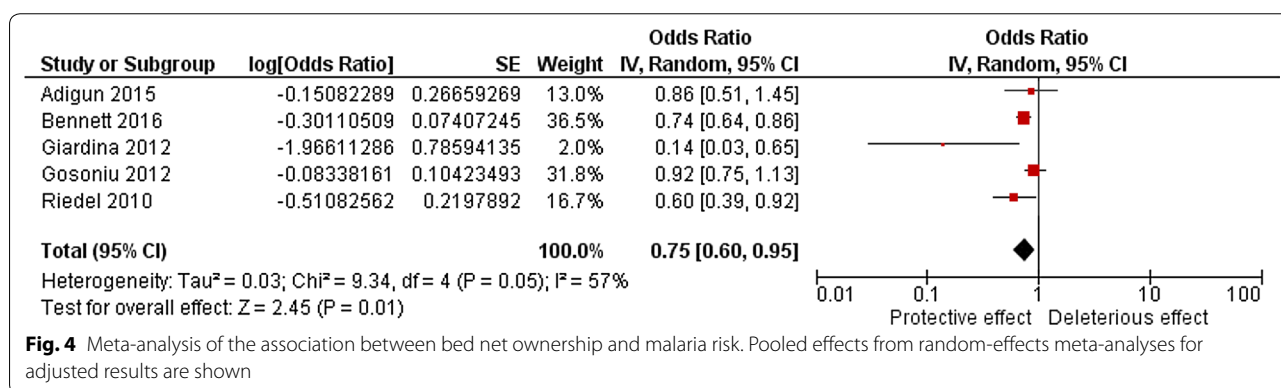 Odds Ratio Odds Ratio
Study or Subgroup log[Odds Ratio] SE Weight IV, Random, 95% CI IV, Random, 95% CI
Adigun 2015 -0.15082289 0.26659269 13.0% 0.86 [0.51, 1.45]
Bennett 2016 -0.30110509 0.07407245 36.5% 0.74 [0.64, 0.86]
Giardina 2012 -1.96611286 0.78594135 2.0% 0.14 [0.03, 0.65]
Gosoniu 2012 -0.08338161 0.10423493 31.8% 0.92 [0.75, 1.13]
Riedel 2010 -0.51082562 0.2197892 16.7% 0.60 [0.39, 0.92]
Total (95% CI) 100.0% 0.75 [0.60, 0.95]
Heterogeneity: Tau² = 0.03; Chi² = 9.34, df = 4 (P = 0.05); I² = 57%
Test for overall effect: Z = 2.45 (P = 0.01)
0.01 0.1 1 10 100
Protective effect Deleterious effect
Fig. 4 Meta-analysis of the association between bed net ownership and malaria risk. Pooled effects from random-effects meta-analyses for
adjusted results are shown